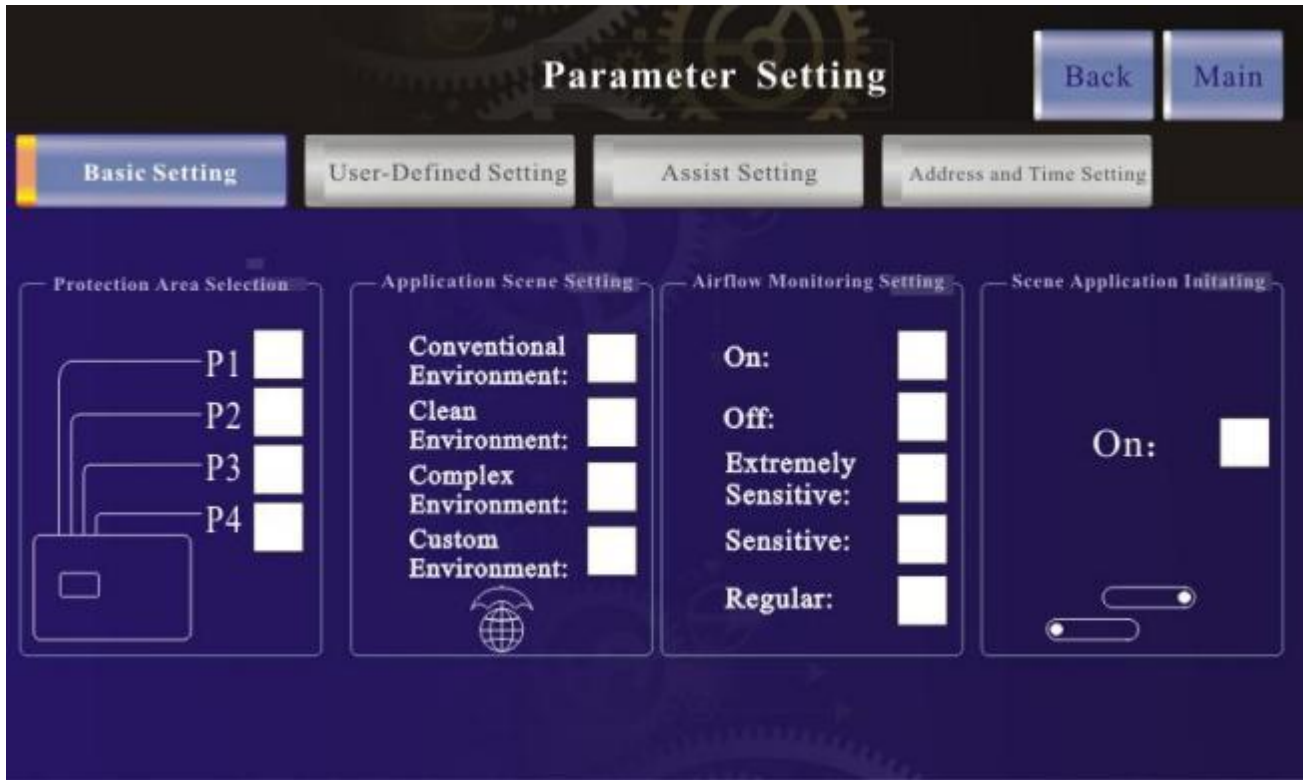 Parameter Setting
Back
Main
Basic Setting
User-Defined Setting
Assist Setting
Address and Time Setting
Protection Area Selection
P1
P2
P3
P4
Application Scene Setting
Conventional
Environment:
Clean
Environment:
Complex
Environment:
Custom
Environment:
Airflow Monitoring Setting
On:
Off:
Extremely
Sensitive:
Sensitive:
Regular:
Scene Application Initating
On: